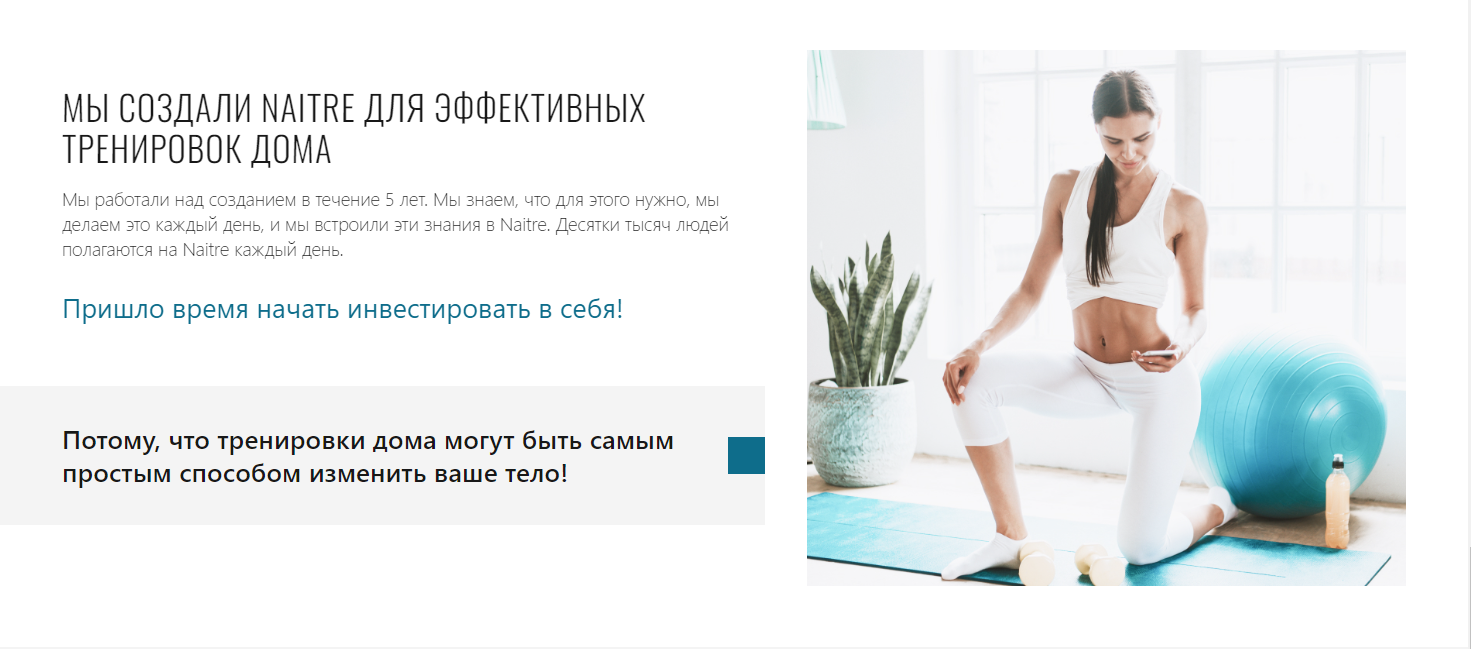 МЫ СОЗДАЛИ NAITRE ДЛЯ ЭФФЕКТИВНЫХ
ТРЕНИРОВОК ДОМА
Мы работали над созданием в течение 5 лет. Мы знаем, что для этого нужно, мы
делаем это каждый день, и мы встроили эти знания в Naitre. Десятки тысяч людей
полагаются на Naitre каждый день.
Пришло время начать инвестировать в себя!
Потому, что тренировки дома могут быть самым
простым способом изменить ваше тело!